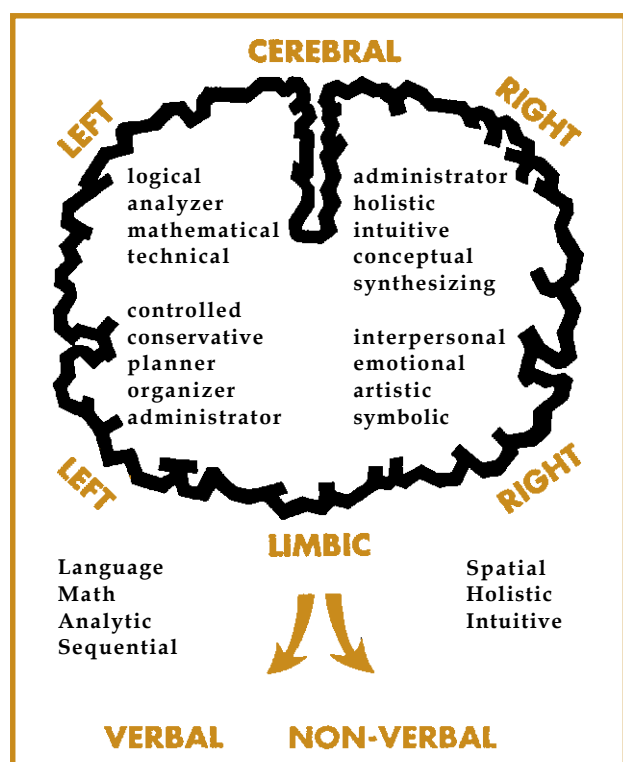 CEREBRAL
LEFT
RIGHT
logical
analyzer
mathematical
technical
administrator
holistic
intuitive
conceptual
synthesizing
controlled
conservative
planner
organizer
administrator
interpersonal
emotional
artistic
symbolic
LEFT
RIGHT
LIMBIC
Language
Math
Analytic
Sequential
Spatial
Holistic
Intuitive
VERBAL
NON-VERBAL